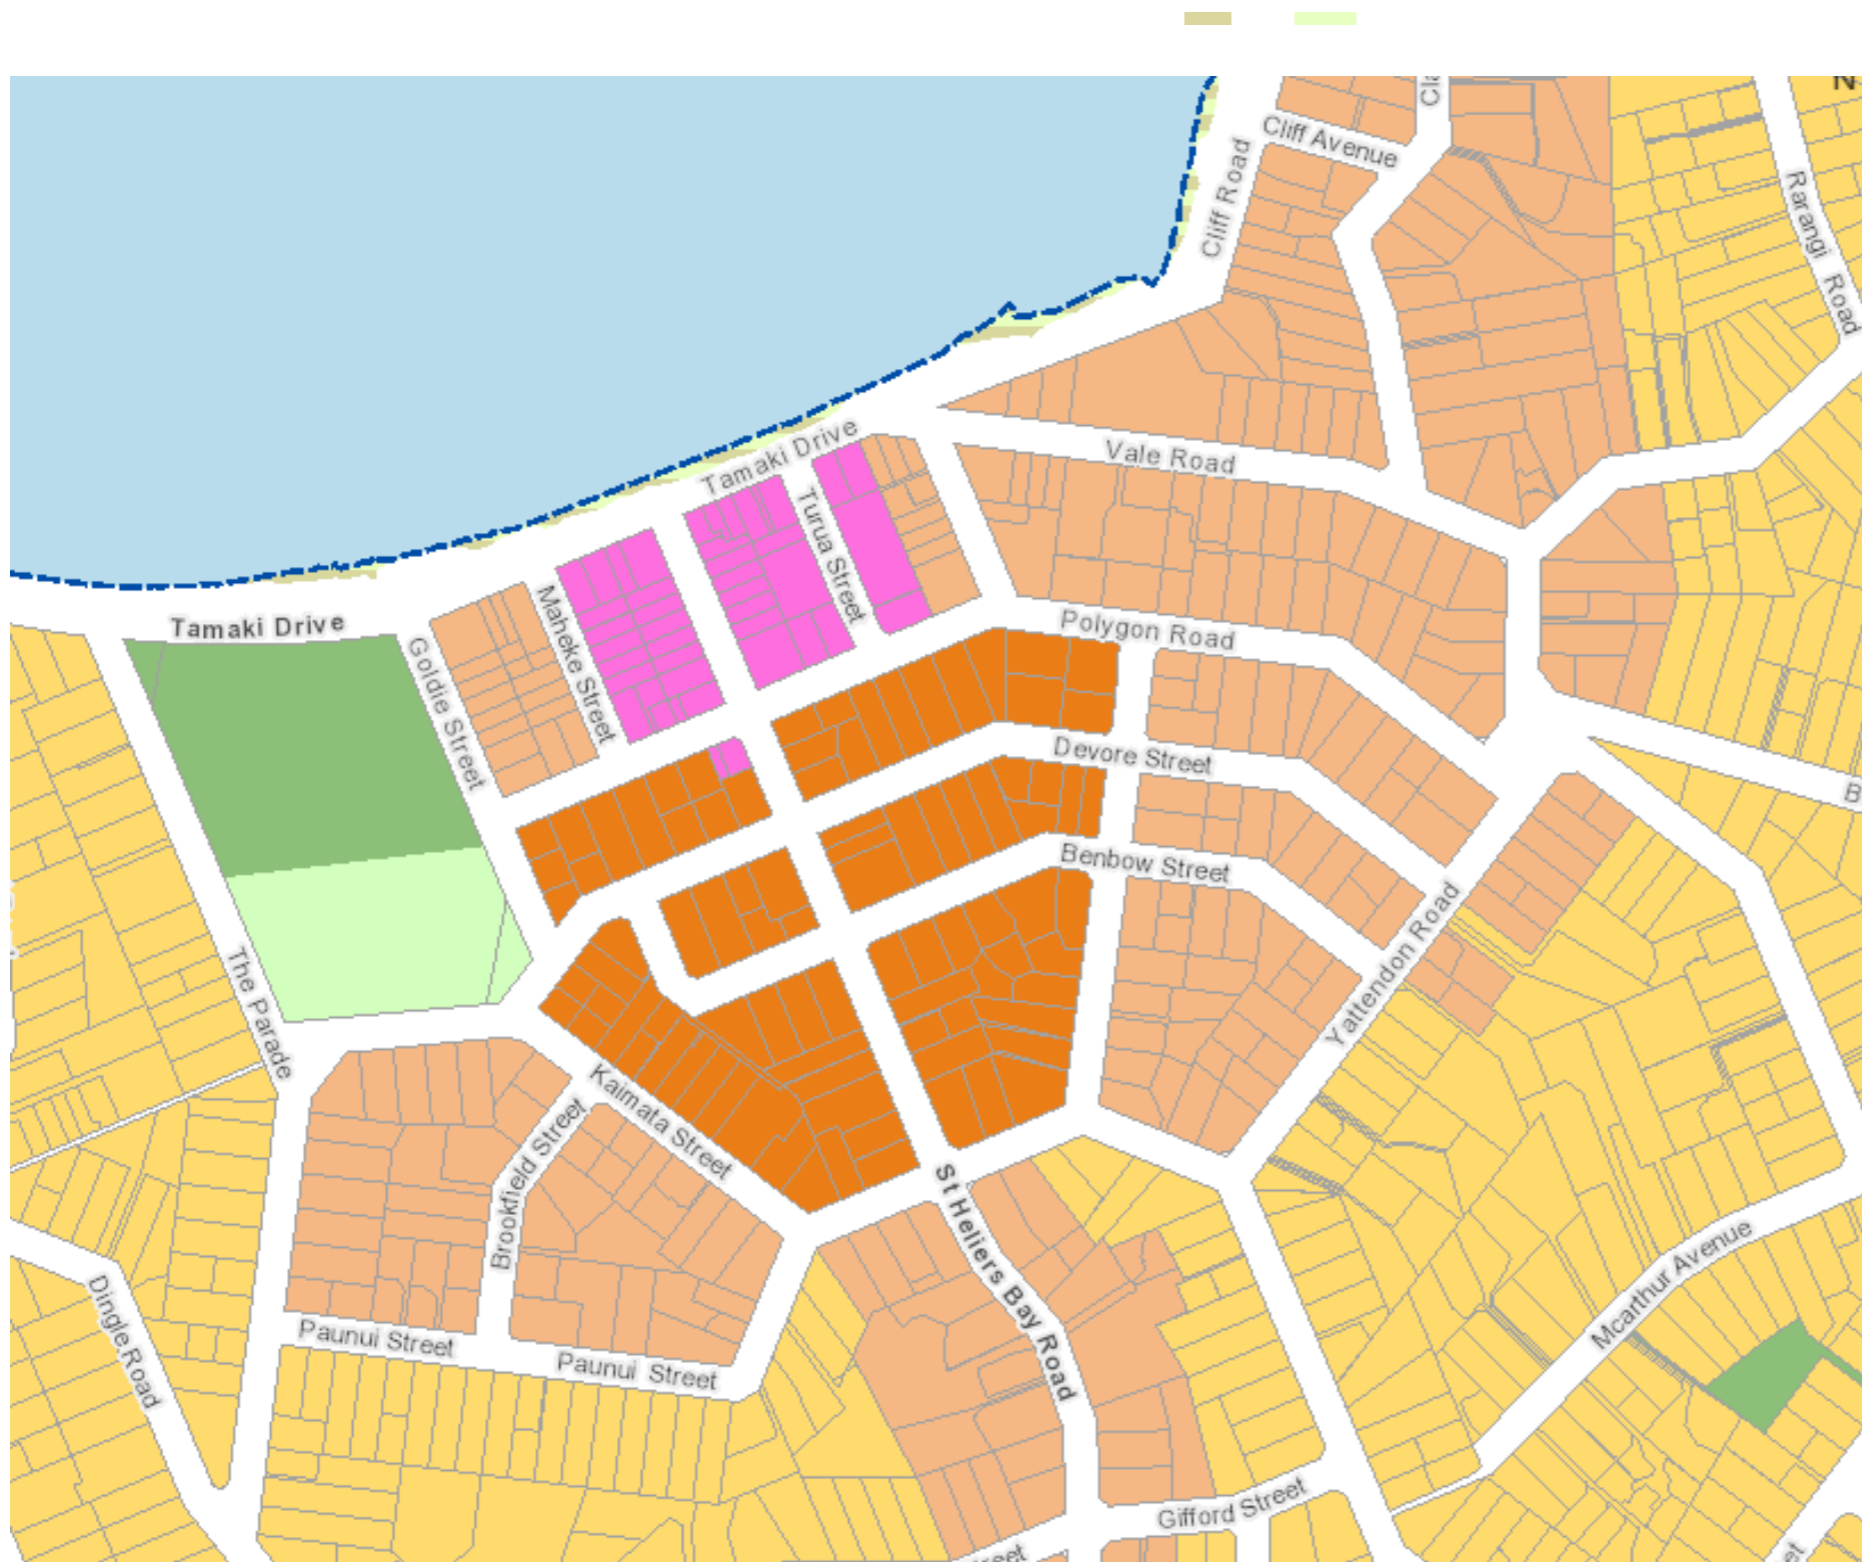 Cliff Avenue
Cliff Road
Rarangi Road
Tamaki Drive
Vale Road
Turua Street
Maheke Street
Tamaki Drive
Goldie Street
Polygon Road
Devore Street
Benbow Street
Yattendon Road
The Parade
Kaimata Street
Brookfield Street
St Heliers Bay Road
Mcarthur Avenue
Dingle Road
Paunui Street
Paunui Street
Gifford Street